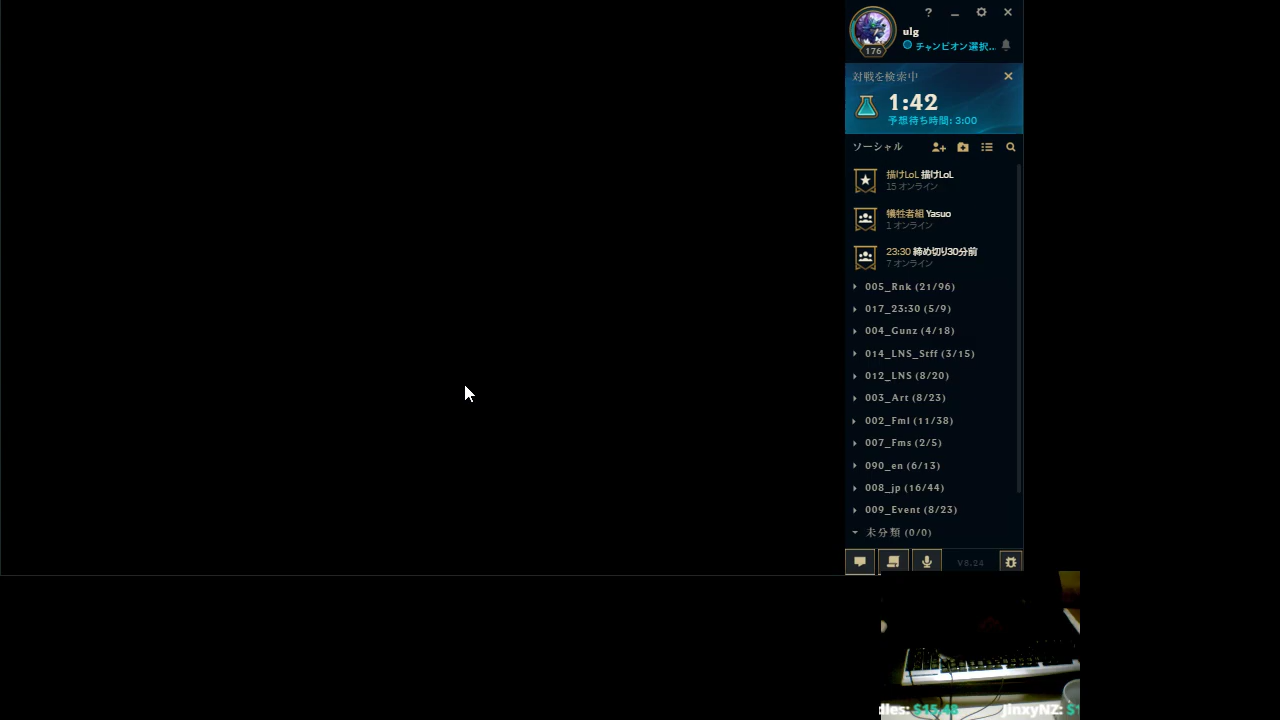 ?
ulg
チャンピオン選択...
176
対戦を検索中
1:42
予想待ち時間: 3:00
ソーシャル
描けLoL 描けLoL
15 オンライン
犠牲者組 Yasuo
1 オンライン
23:30 締め切り30分前
7 オンライン
005_Rnk (21/96)
017_23:30 (5/9)
004_Gunz (4/18)
014_LNS_Stff (3/15)
012_LNS (8/20)
003_Art (8/23)
002_Fml (11/38)
007_Fms (2/5)
090_en (6/13)
008_jp (16/44)
009_Event (8/23)
未分類 (0/0)
V8.24
dles: $15.48 JinxyNZ: $1